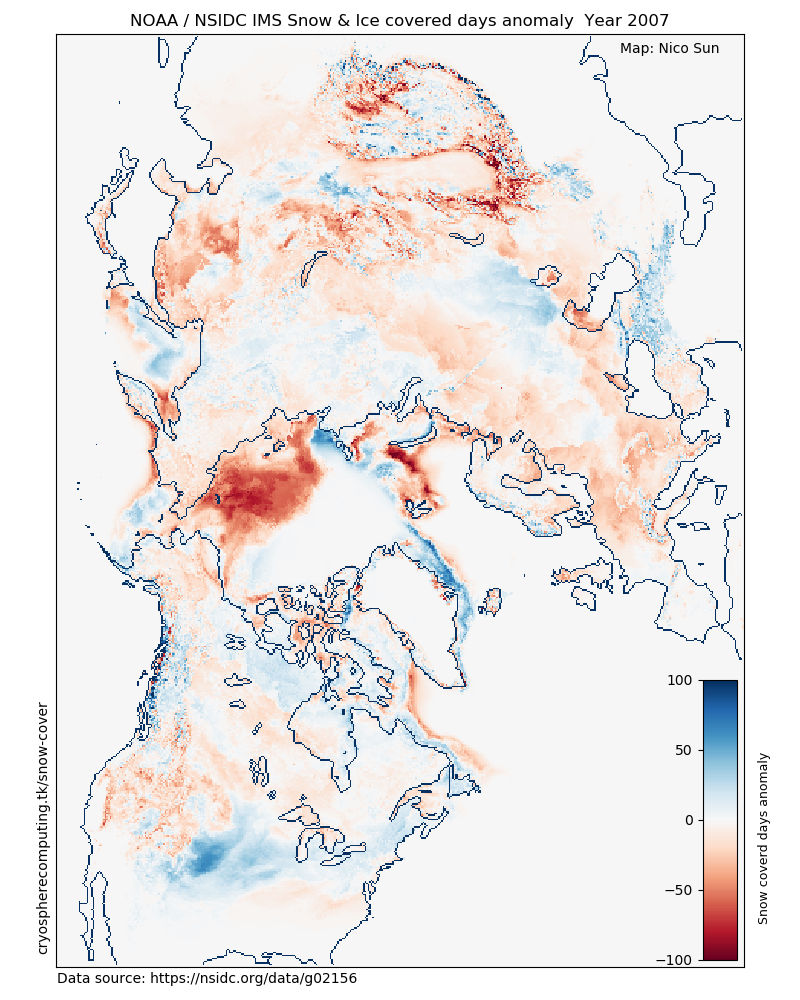 NOAA / NSIDC IMS Snow & Ice covered days anomaly  Year 2007
Map: Nico Sun
cryospherecomputing.tk/snow-cover
100
50
0
−50
−100
Snow coverd days anomaly
Data source: https://nsidc.org/data/g02156